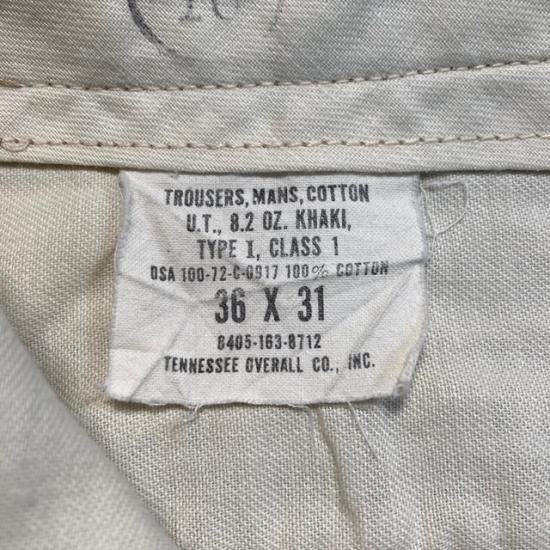 TROUSERS, MANS, COTTON
U.T., 8.2 OZ. KHAKI,
TYPE I, CLASS 1
DSA 100-72-C-0917 100% COTTON
36 X 31
8405-163-8712
TENNESSEE OVERALL CO., INC.